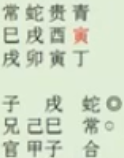 常 蛇 贵 青
巳 戌 酉 寅
戌 卯 寅 丁
子 戌 蛇 ◎
兄 己巳 常 ○
官 甲子 合